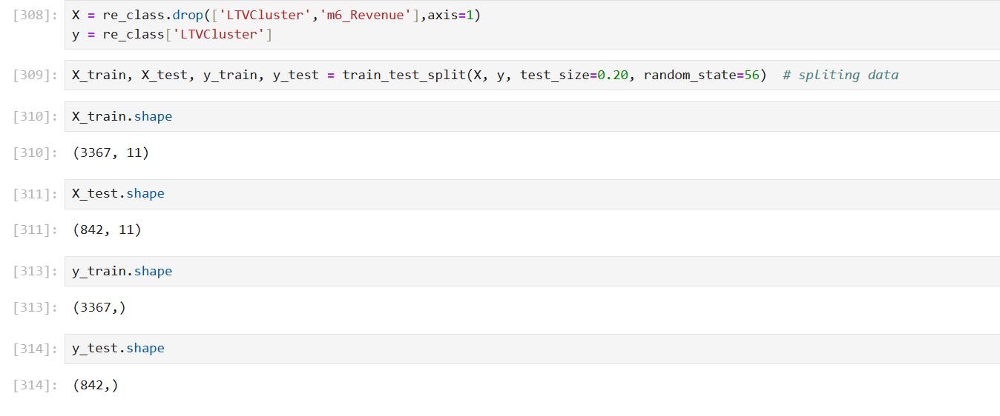 [308]: X = re_class.drop(['LTVCluster','m6_Revenue'],axis=1)
y = re_class['LTVCluster']
[309]: X_train, X_test, y_train, y_test = train_test_split(X, y, test_size=0.20, random_state=56)  # spliting data
[310]: X_train.shape
[310]: (3367, 11)
[311]: X_test.shape
[311]: (842, 11)
[313]: y_train.shape
[313]: (3367,)
[314]: y_test.shape
[314]: (842,)